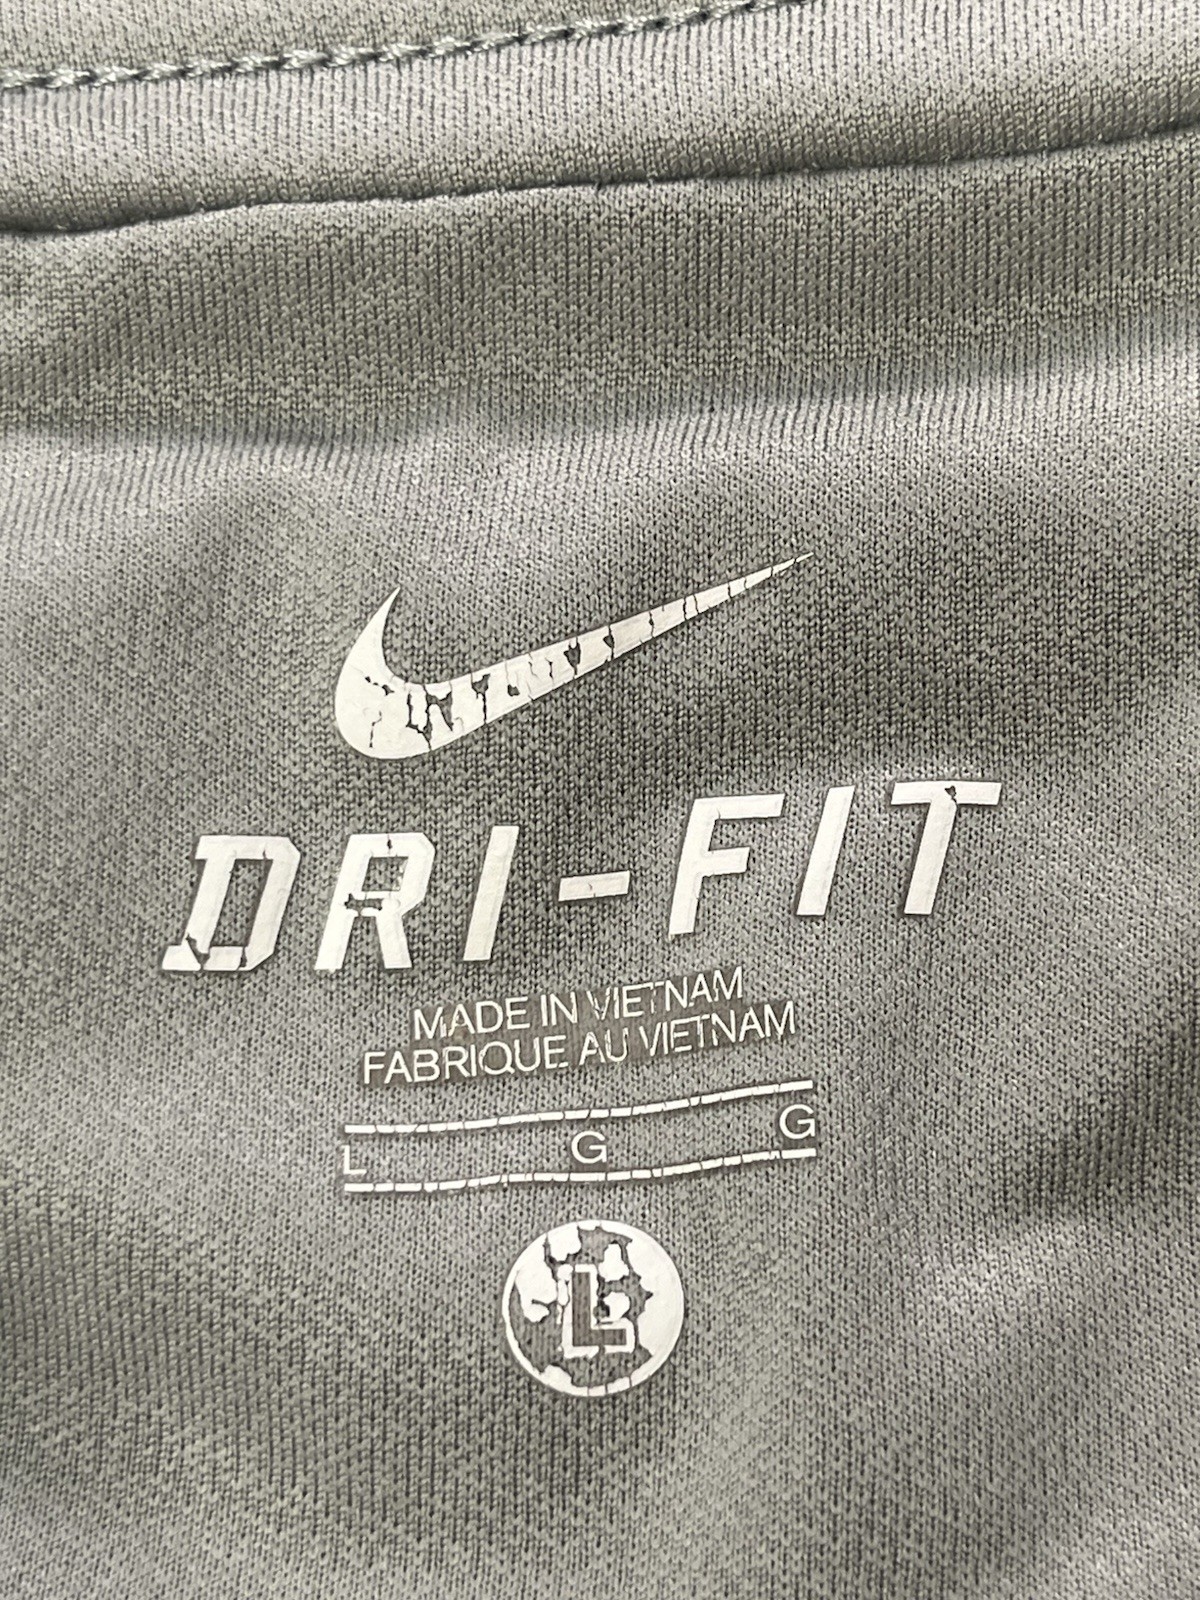 DRI-FIT
MADE IN VIETNAM
FABRIQUE AU VIETNAM
L G G
L